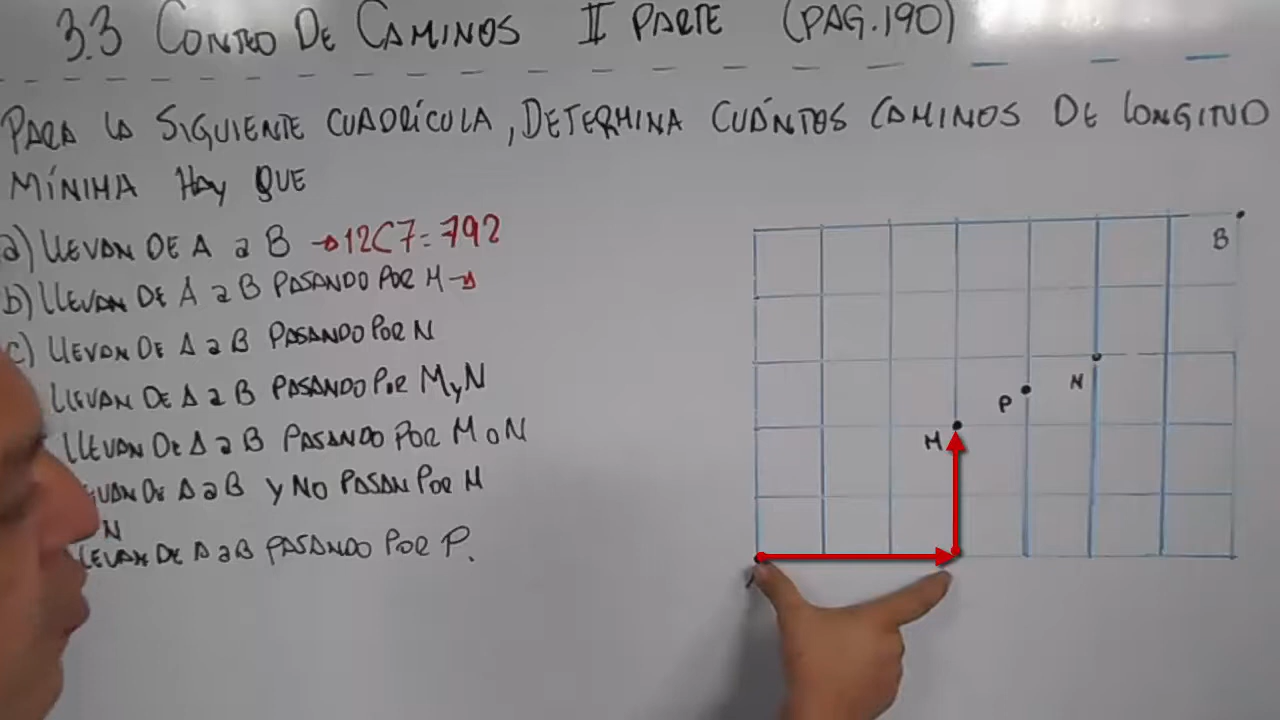 3.3 CONTEO DE CAMINOS II PARTE (PAG.190)
PARA LA SIGUIENTE CUADRÍCULA, DETERMINA CUÁNTOS CAMINOS DE LONGITUD
MÍNIMA HAY QUE
a) LLEVAN DE A a B → 12C7 = 792
b) LLEVAN DE A a B PASANDO POR M →
c) LLEVAN DE A a B PASANDO POR N
LLEVAN DE A a B PASANDO POR M y N
LLEVAN DE A a B PASANDO POR M o N
DE A a B y NO PASAN POR M
N
LLEVAN DE A a B PASANDO POR P.
B
N
P
M